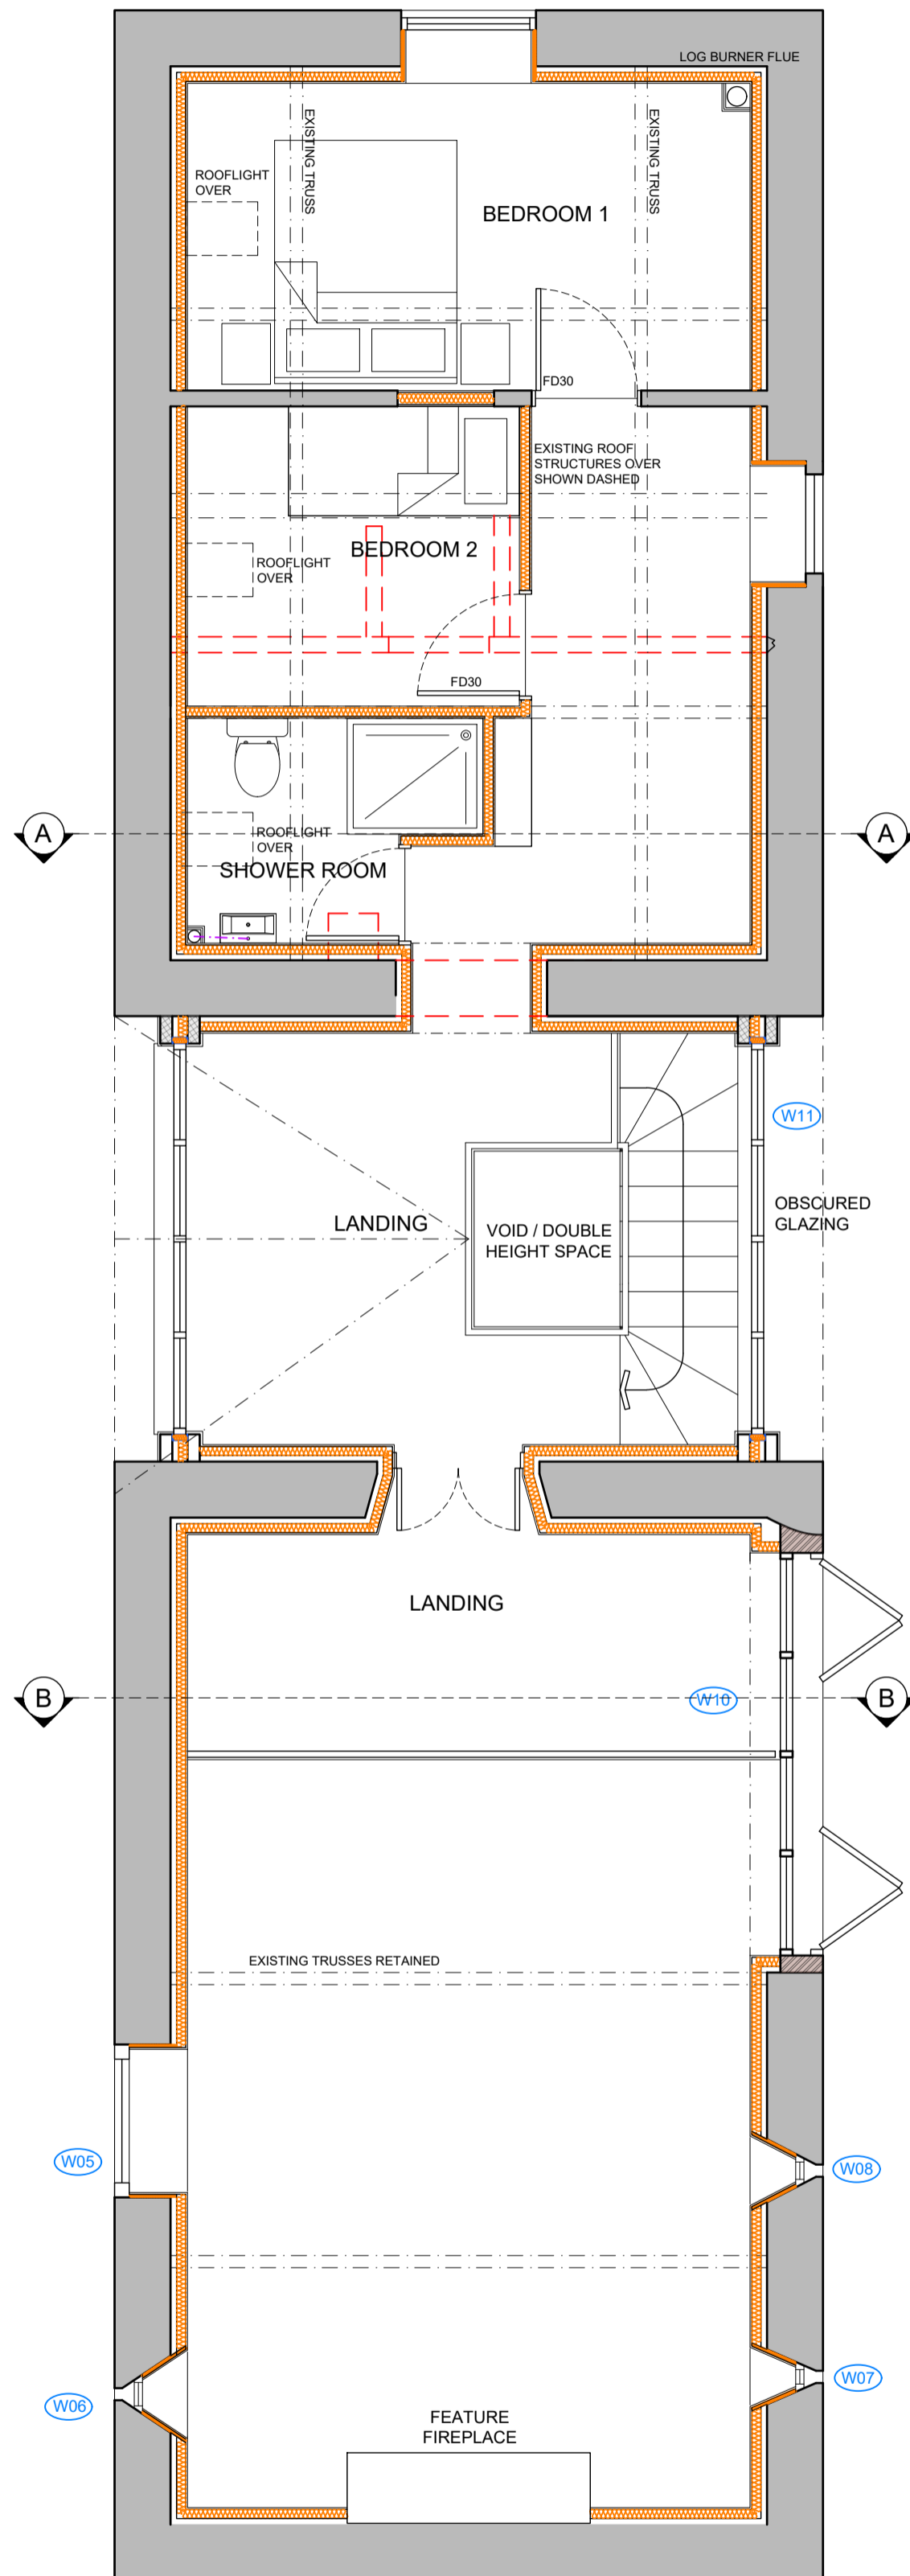 LOG BURNER FLUE
EXISTING TRUSS
EXISTING TRUSS
ROOFLIGHT
OVER
BEDROOM 1
FD30
EXISTING ROOF
STRUCTURES OVER
SHOWN DASHED
BEDROOM 2
ROOFLIGHT
OVER
FD30
A
A
ROOFLIGHT
OVER
SHOWER ROOM
W11
OBSCURED
GLAZING
LANDING
VOID / DOUBLE
HEIGHT SPACE
LANDING
B
W10
B
EXISTING TRUSSES RETAINED
W05
W08
W06
W07
FEATURE
FIREPLACE